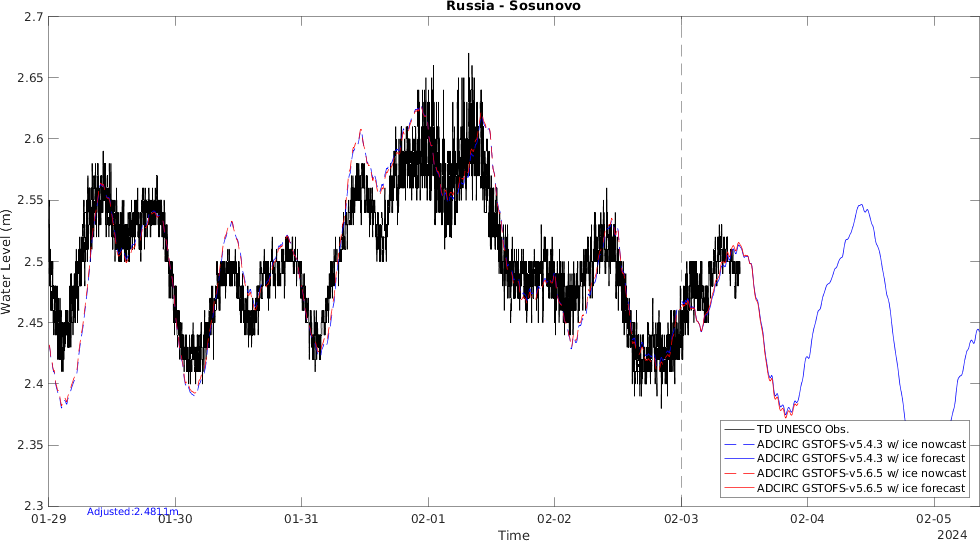 Russia - Sosunovo
Water Level (m)
2.7
2.65
2.6
2.55
2.5
2.45
2.4
2.35
2.3
TD UNESCO Obs.
ADCIRC GSTOFS-v5.4.3 w/ ice nowcast
ADCIRC GSTOFS-v5.4.3 w/ ice forecast
ADCIRC GSTOFS-v5.6.5 w/ ice nowcast
ADCIRC GSTOFS-v5.6.5 w/ ice forecast
Adjusted:2.4811m
01-29 01-30 01-31 02-01 02-02 02-03 02-04 02-05
Time
2024